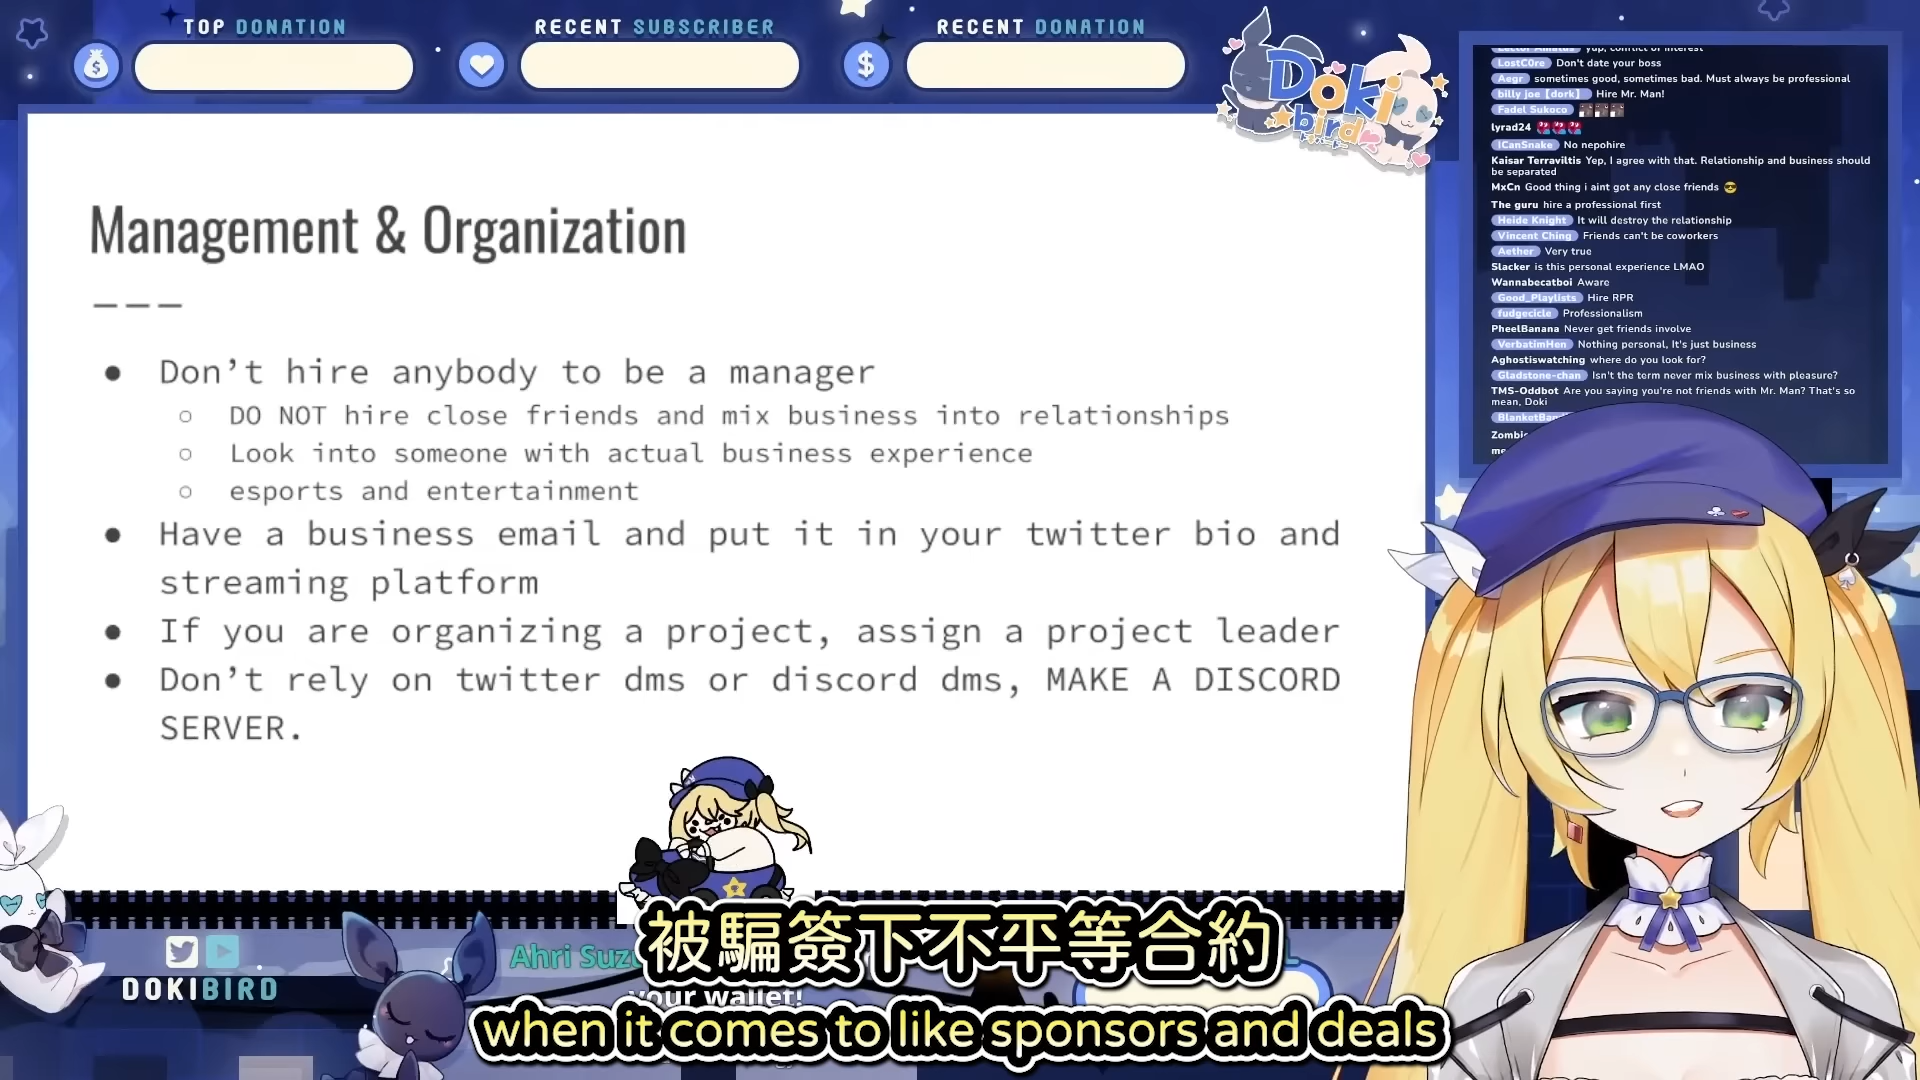 TOP DONATION
RECENT SUBSCRIBER
RECENT DONATION
Doki
bird
Management & Organization
---
● Don't hire anybody to be a manager
○ DO NOT hire close friends and mix business into relationships
○ Look into someone with actual business experience
○ esports and entertainment
● Have a business email and put it in your twitter bio and
streaming platform
● If you are organizing a project, assign a project leader
● Don't rely on twitter dms or discord dms, MAKE A DISCORD
SERVER.
yup, conflict of interest
LostC0re Don't date your boss
Aegr sometimes good, sometimes bad. Must always be professional
billy joe [dork] Hire Mr. Man!
Fadel Sukoco
lyrad24
ICanSnake No nepohire
Kaisar Terraviltis Yep, I agree with that. Relationship and business should
be separated
MxCn Good thing i aint got any close friends 😎
The guru hire a professional first
Heide Knight It will destroy the relationship
Vincent Ching Friends can't be coworkers
Aether Very true
Slacker is this personal experience LMAO
Wannabecatboi Aware
Good_Playlists Hire RPR
fudgecicle Professionalism
PheelBanana Never get friends involve
VerbatimHen Nothing personal, It's just business
Aghostiswatching where do you look for?
Gladstone-chan Isn't the term never mix business with pleasure?
TMS-Oddbot Are you saying you're not friends with Mr. Man? That's so
mean, Doki
DOKIBIRD
Ahri
your wallet!
被騙簽下不平等合約
when it comes to like sponsors and deals